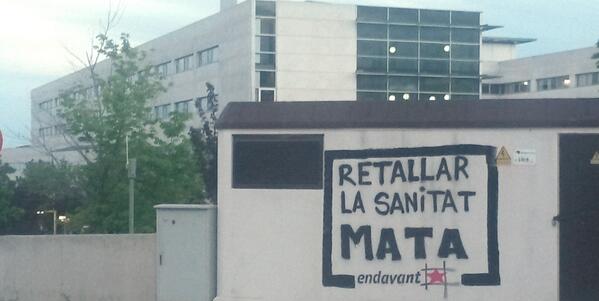 RETALLAR
LA SANiTAT
MATA
endavant